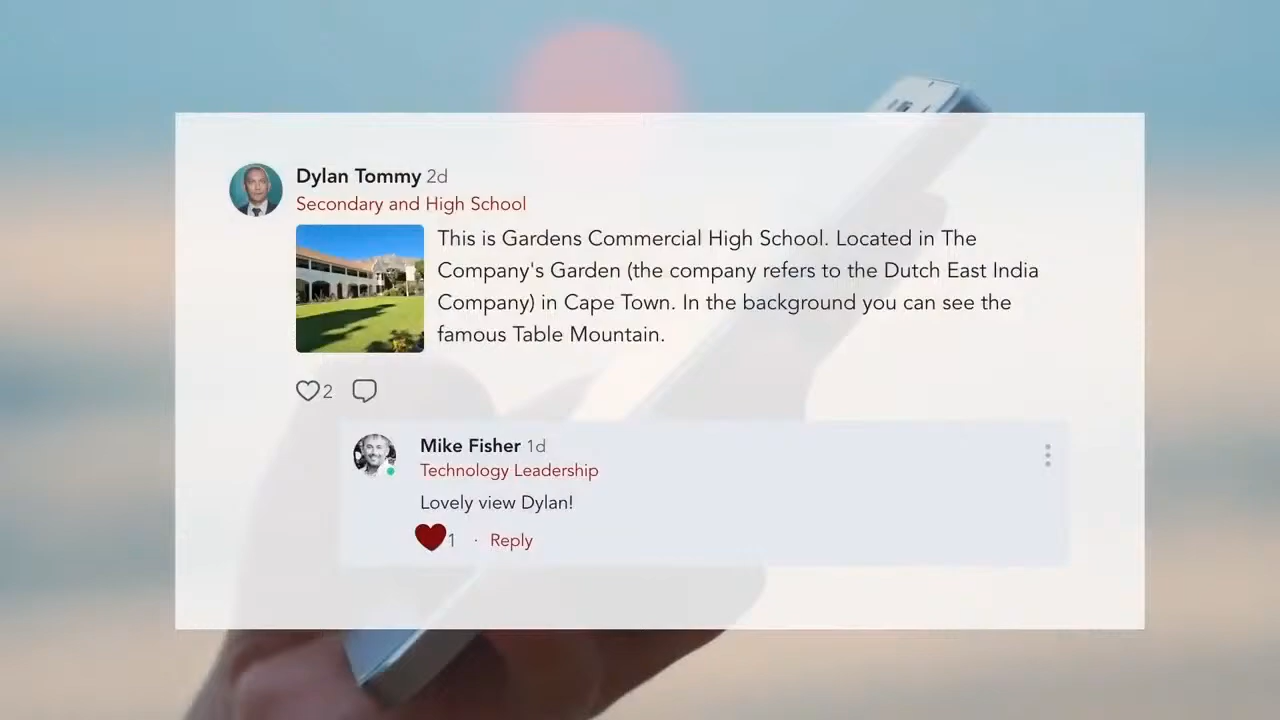 Dylan Tommy 2d
Secondary and High School
This is Gardens Commercial High School. Located in The
Company's Garden (the company refers to the Dutch East India
Company) in Cape Town. In the background you can see the
famous Table Mountain.
2
Mike Fisher 1d
Technology Leadership
Lovely view Dylan!
1 · Reply